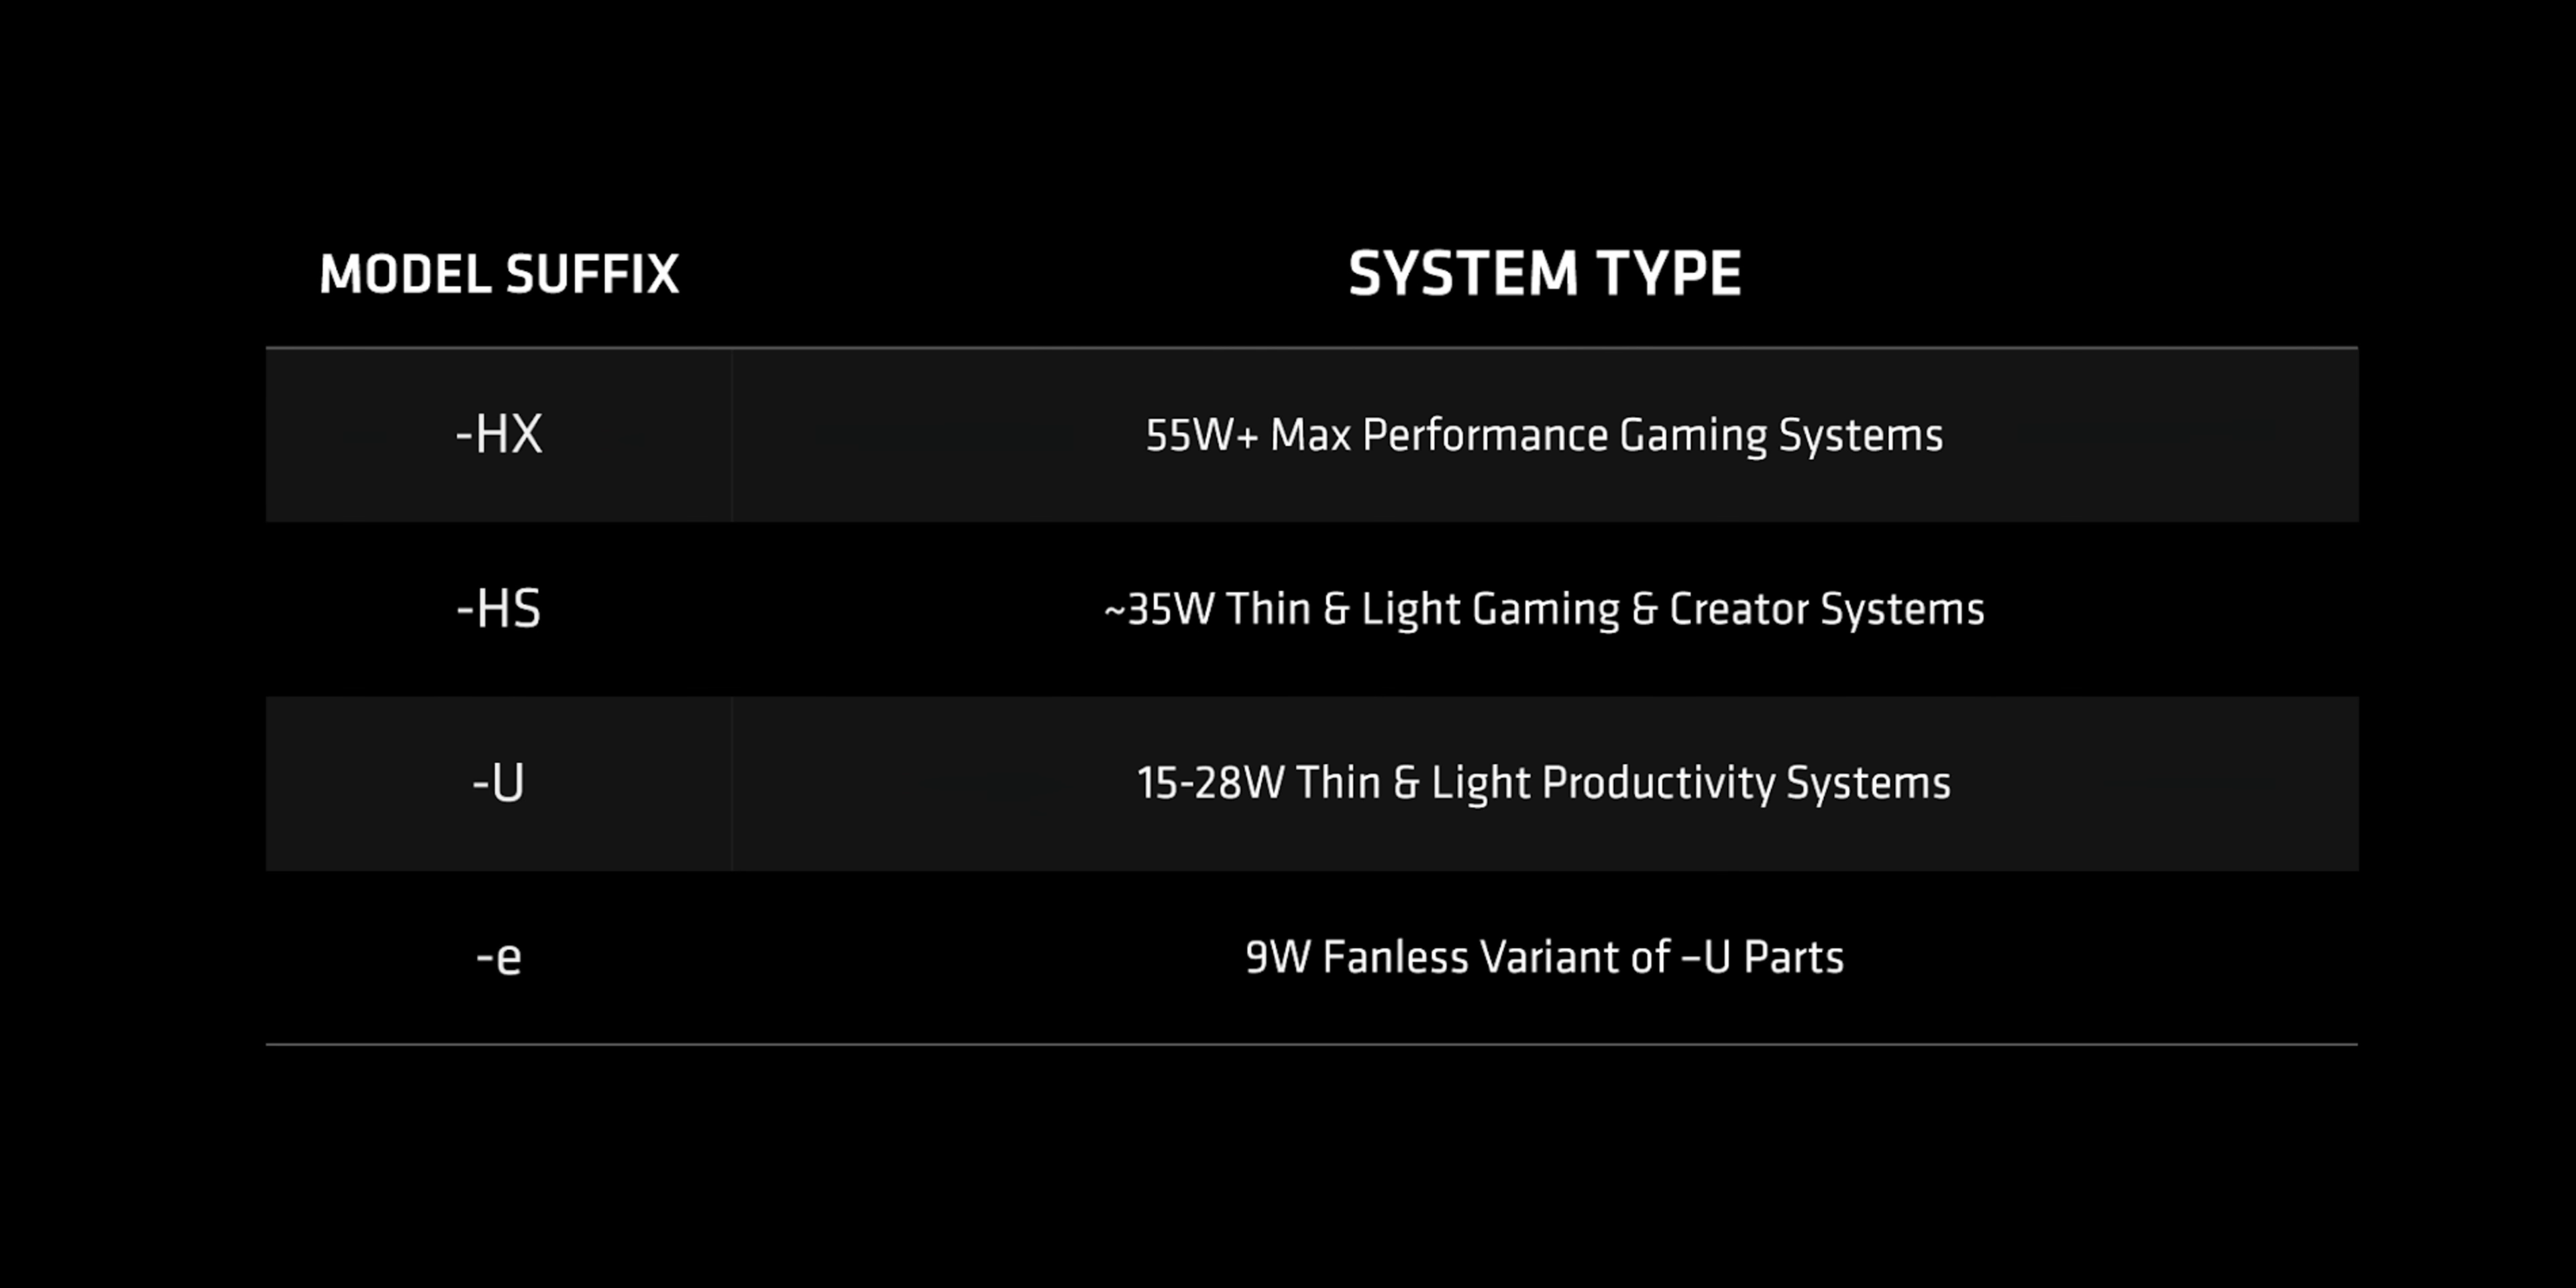 MODEL SUFFIX SYSTEM TYPE
-HX 55W+ Max Performance Gaming Systems
-HS ~35W Thin & Light Gaming & Creator Systems
-U 15-28W Thin & Light Productivity Systems
-e 9W Fanless Variant of –U Parts